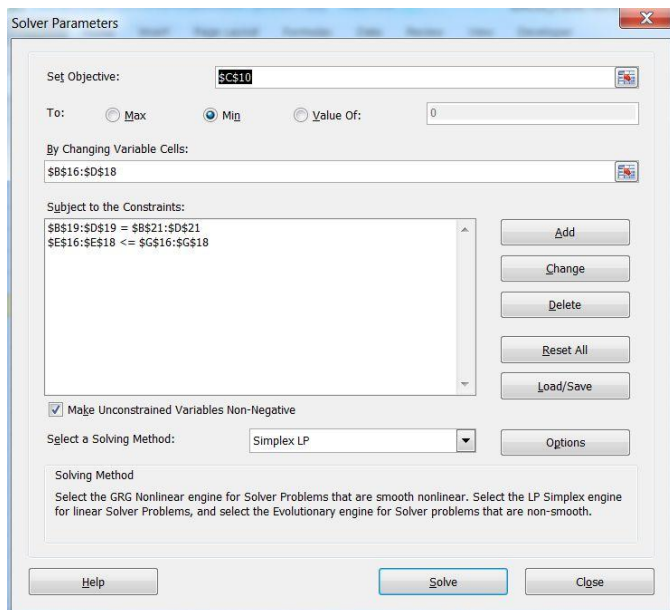 Solver Parameters
Set Objective:
$C$10
To:
Max
Min
Value Of:
0
By Changing Variable Cells:
$B$16:$D$18
Subject to the Constraints:
$B$19:$D$19 = $B$21:$D$21
$E$16:$E$18 <= $G$16:$G$18
Add
Change
Delete
Reset All
Load/Save
Make Unconstrained Variables Non-Negative
Select a Solving Method:
Simplex LP
Options
Solving Method
Select the GRG Nonlinear engine for Solver Problems that are smooth nonlinear. Select the LP Simplex engine
for linear Solver Problems, and select the Evolutionary engine for Solver problems that are non-smooth.
Help
Solve
Close